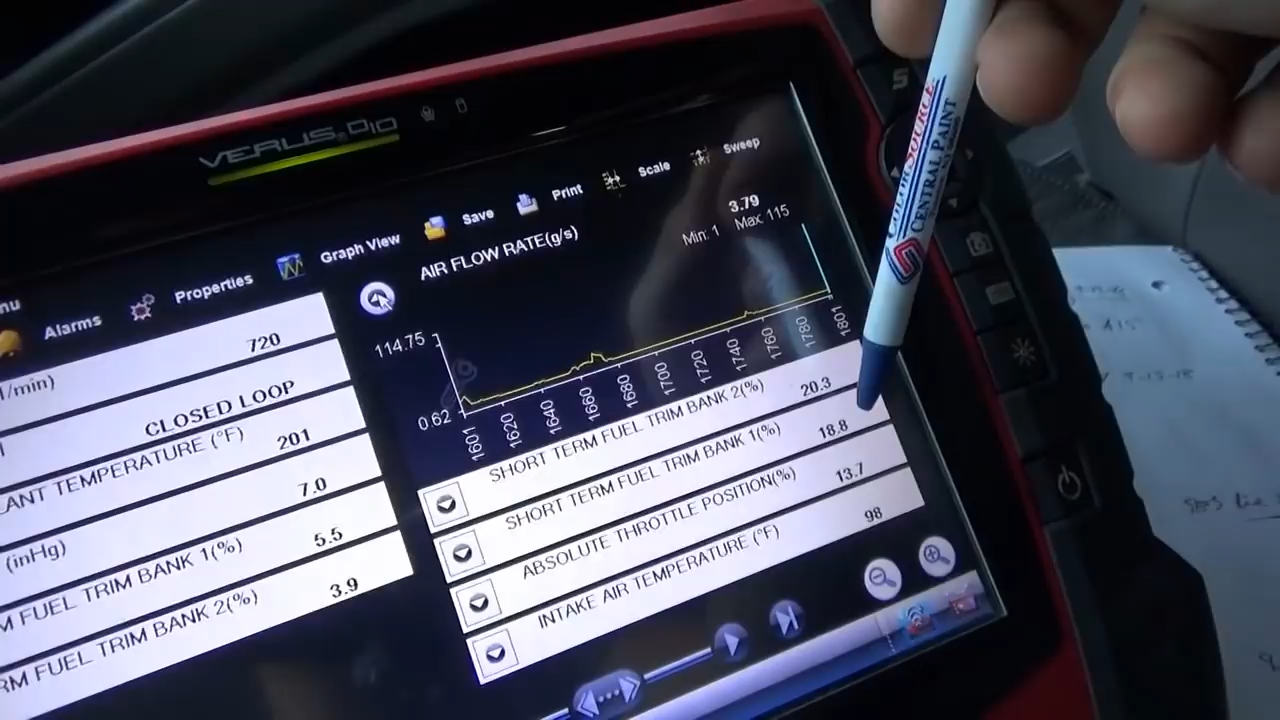 VERUS DIO
S
nu
Alarms
Properties
Graph View
Save
Print
Scale
Sweep
/min)
720
CLOSED LOOP
LANT TEMPERATURE (°F)
201
(inHg)
7.0
M FUEL TRIM BANK 1(%)
5.5
RM FUEL TRIM BANK 2(%)
3.9
AIR FLOW RATE(g/s)
3.79
Min: 1 Max: 115
114.75
0.62
1601 1620 1640 1660 1680 1700 1720 1740 1760 1780 1801
SHORT TERM FUEL TRIM BANK 2(%)
20.3
SHORT TERM FUEL TRIM BANK 1(%)
18.8
ABSOLUTE THROTTLE POSITION(%)
13.7
INTAKE AIR TEMPERATURE (°F)
98
COLORSOURCE
CENTRAL PAINT